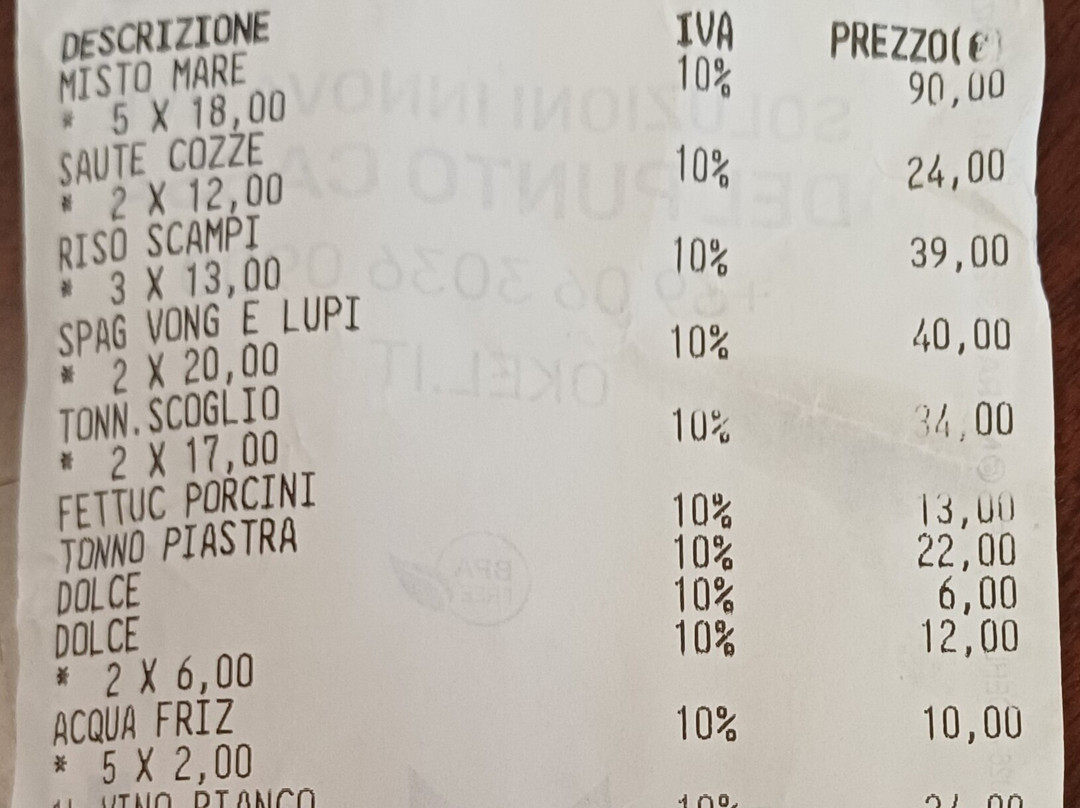 DESCRIZIONE IVA PREZZO(€)
MISTO MARE 10% 90,00
* 5 X 18,00
SAUTE COZZE 10% 24,00
* 2 X 12,00
RISO SCAMPI 10% 39,00
* 3 X 13,00
SPAG VONG E LUPI 10% 40,00
* 2 X 20,00
TONN.SCOGLIO 10% 34,00
* 2 X 17,00
FETTUC PORCINI 10% 13,00
TONNO PIASTRA 10% 22,00
DOLCE 10% 6,00
DOLCE 10% 12,00
* 2 X 6,00
ACQUA FRIZ 10% 10,00
* 5 X 2,00
VINO BIANCO 10%